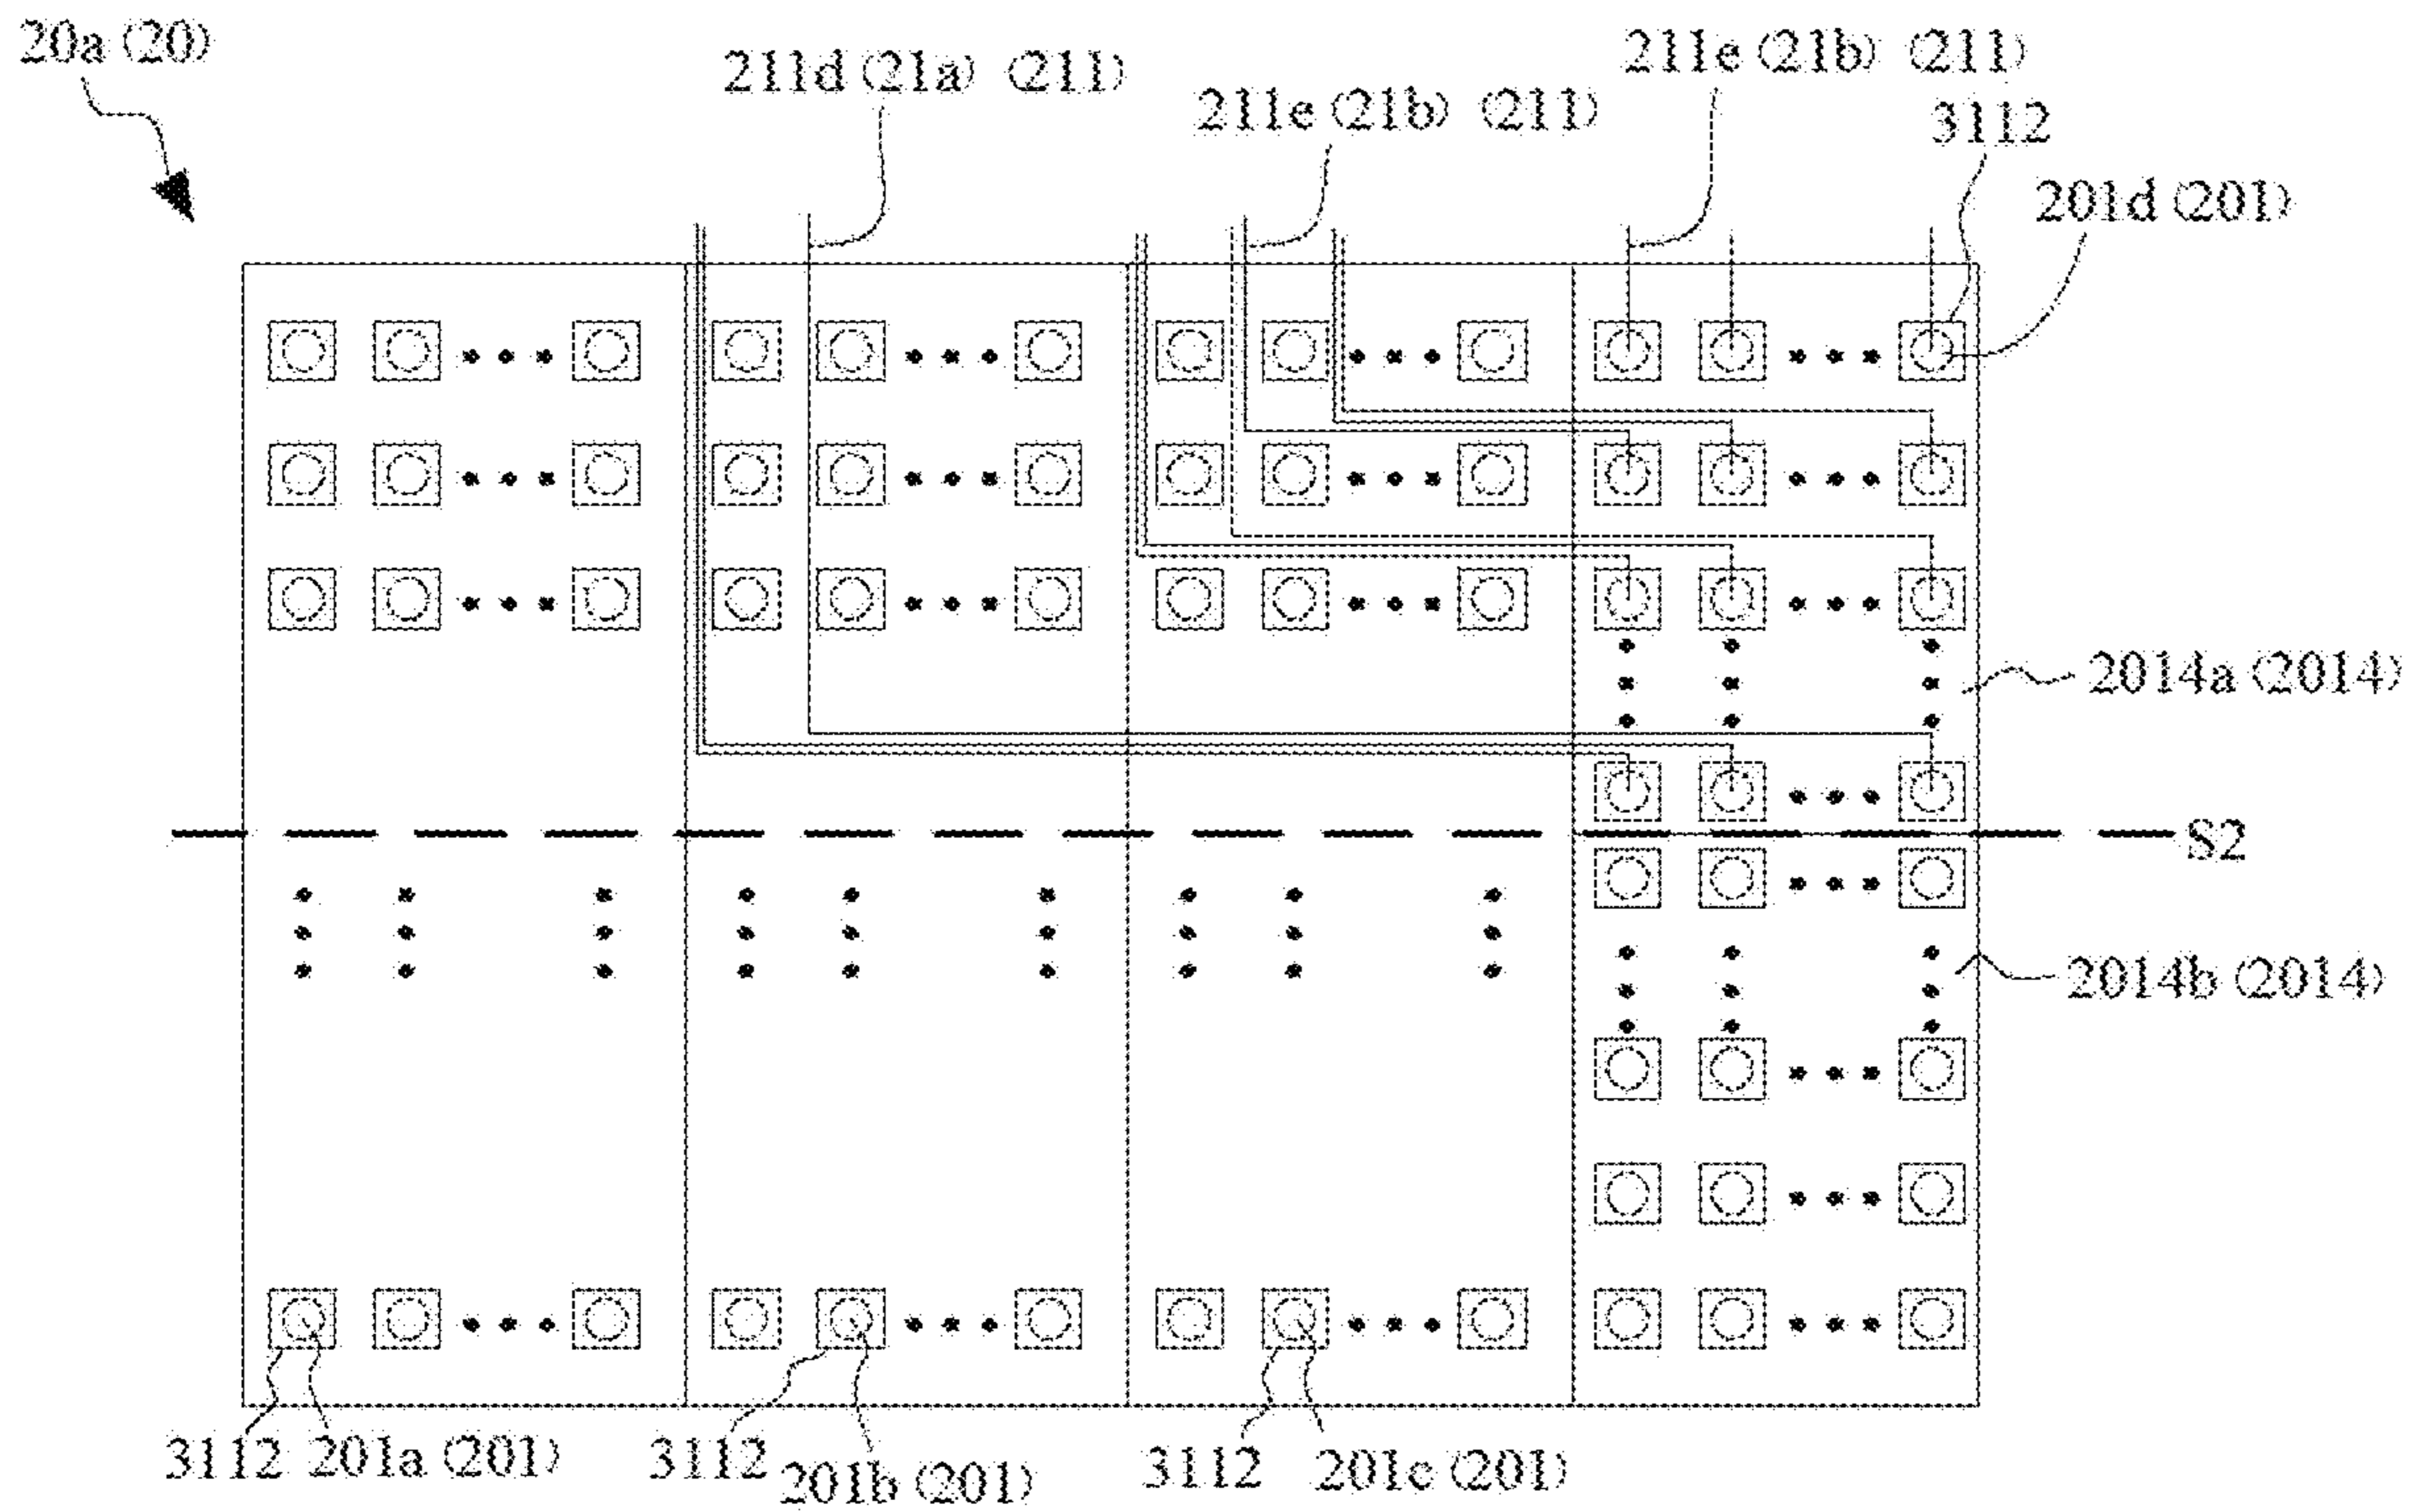 20a (20)
211d (21a) (211)
211e (21b) (211)
211e (21b) (211)
3112
201d (201)
2014a (2014)
S2
2014b (2014)
3112 201a (201)
3112 201b (201)
3112 201c (201)